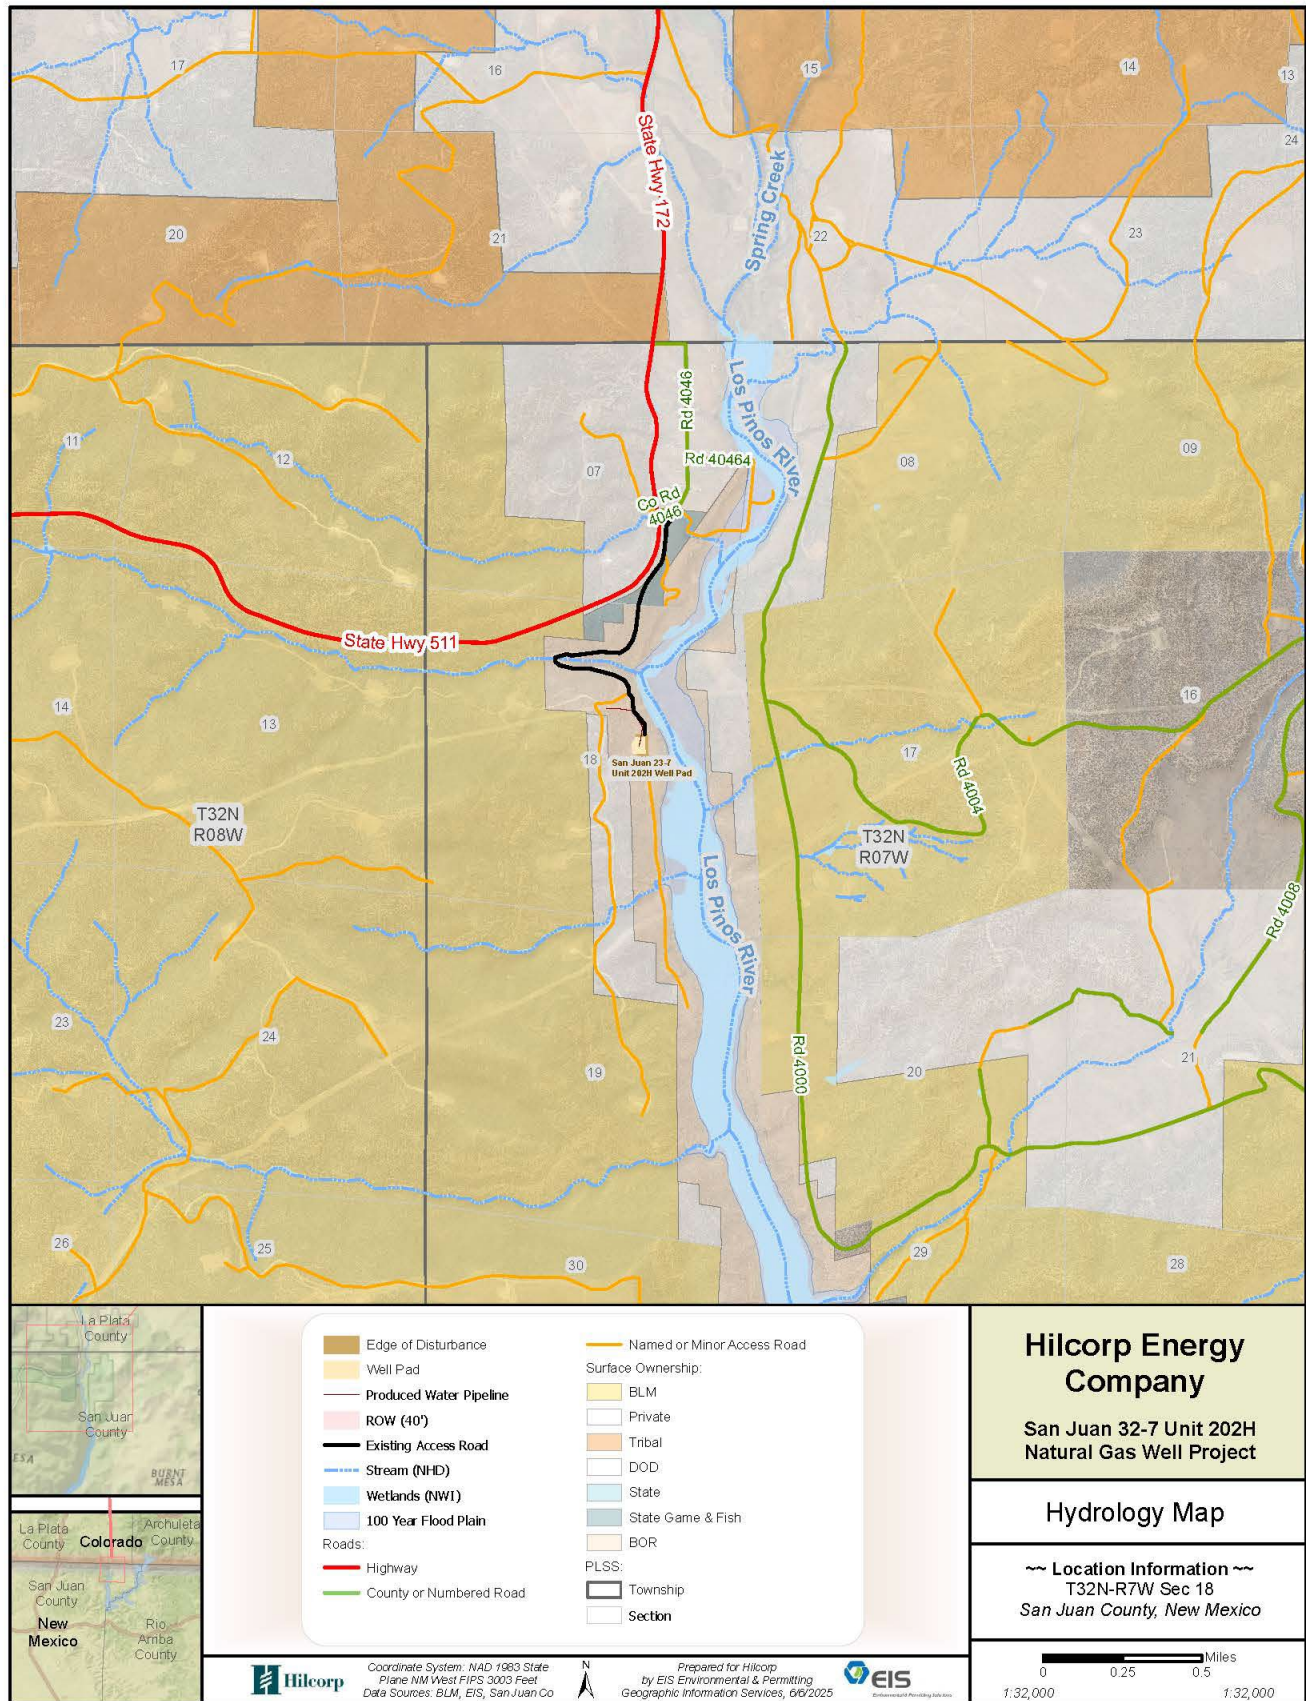 17
16
15
14
13
24
State Hwy 172
Spring Creek
20
21
22
23
Los Pinos River
Rd 4046
Rd 40464
Co Rd
4046
11
12
07
08
09
State Hwy 511
14
13
18
17
16
San Juan 23-7
Unit 202H Well Pad
Rd 4004
T32N
R08W
T32N
R07W
Los Pinos River
Rd 4008
23
24
19
Rd 4000
20
21
26
25
30
29
28
La Plata
County
San Juan
County
ESA
BURNT
MESA
La Plata
County
Colorado
Archuleta
County
San Juan
County
New
Mexico
Rio
Arriba
County
Edge of Disturbance
Well Pad
Produced Water Pipeline
ROW (40')
Existing Access Road
Stream (NHD)
Wetlands (NWI)
100 Year Flood Plain
Roads:
Highway
County or Numbered Road
Named or Minor Access Road
Surface Ownership:
BLM
Private
Tribal
DOD
State
State Game & Fish
BOR
PLSS:
Township
Section
Hilcorp Energy
Company
San Juan 32-7 Unit 202H
Natural Gas Well Project
Hydrology Map
~~ Location Information ~~
T32N-R7W Sec 18
San Juan County, New Mexico
Miles
0 0.25 0.5
1:32,000 1:32,000
Hilcorp
Coordinate System: NAD 1983 State
Plane NM West FIPS 3003 Feet
Data Sources: BLM, EIS, San Juan Co
N
Prepared for Hilcorp
by EIS Environmental & Permitting
Geographic Information Services, 6/6/2025
EIS
Environmental & Permitting Solutions